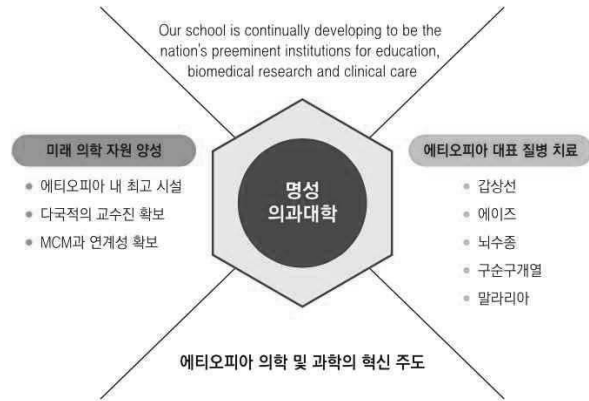 Our school is continually developing to be the
nation's preeminent institutions for education,
biomedical research and clinical care
미래 의학 자원 양성
에티오피아 내 최고 시설
다국적의 교수진 확보
MCM과 연계성 확보
명성
의과대학
에티오피아 대표 질병 치료
갑상선
에이즈
뇌수종
구순구개열
말라리아
에티오피아 의학 및 과학의 혁신 주도